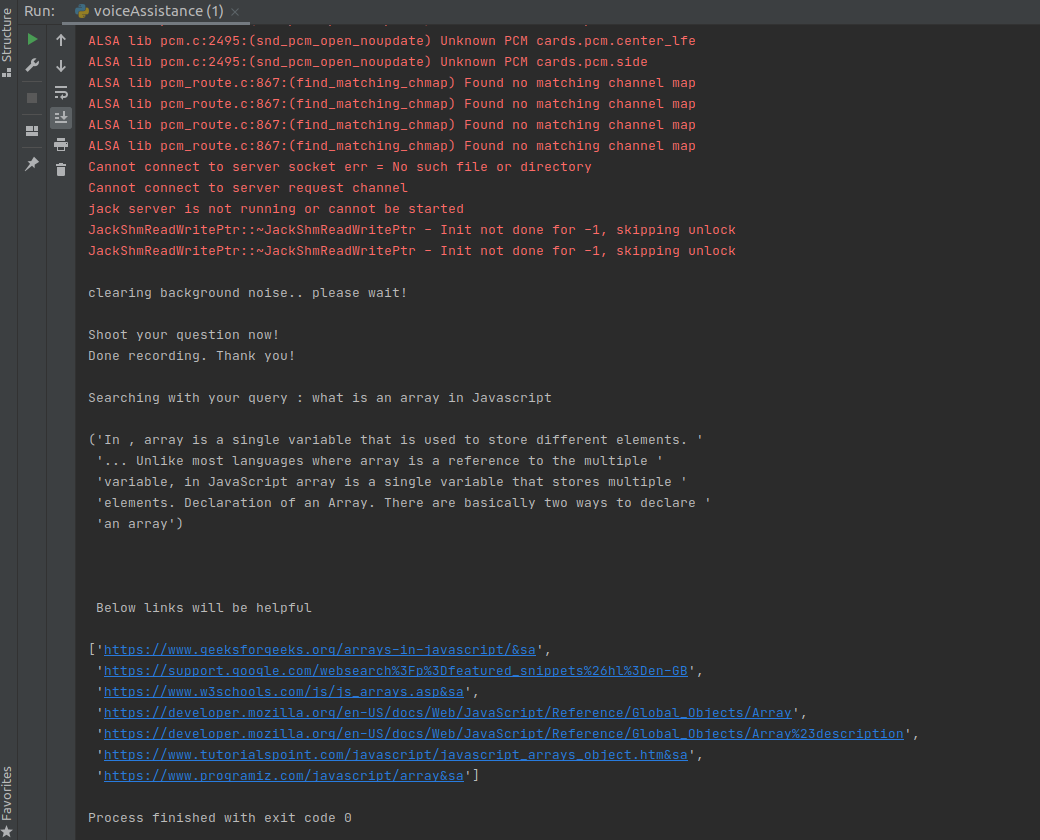 Run: voiceAssistance (1)
Structure
ALSA lib pcm.c:2495:(snd_pcm_open_noupdate) Unknown PCM cards.pcm.center_lfe
ALSA lib pcm.c:2495:(snd_pcm_open_noupdate) Unknown PCM cards.pcm.side
ALSA lib pcm_route.c:867:(find_matching_chmap) Found no matching channel map
ALSA lib pcm_route.c:867:(find_matching_chmap) Found no matching channel map
ALSA lib pcm_route.c:867:(find_matching_chmap) Found no matching channel map
ALSA lib pcm_route.c:867:(find_matching_chmap) Found no matching channel map
Cannot connect to server socket err = No such file or directory
Cannot connect to server request channel
jack server is not running or cannot be started
JackShmReadWritePtr::~JackShmReadWritePtr - Init not done for -1, skipping unlock
JackShmReadWritePtr::~JackShmReadWritePtr - Init not done for -1, skipping unlock
clearing background noise.. please wait!
Shoot your question now!
Done recording. Thank you!
Searching with your query : what is an array in Javascript
('In , array is a single variable that is used to store different elements. '
'... Unlike most languages where array is a reference to the multiple '
'variable, in JavaScript array is a single variable that stores multiple '
'elements. Declaration of an Array. There are basically two ways to declare '
'an array')
Below links will be helpful
['https://www.geeksforgeeks.org/arrays-in-javascript/&sa',
'https://support.google.com/websearch%3Fp%3Dfeatured_snippets%26hl%3Den-GB',
'https://www.w3schools.com/js/js_arrays.asp&sa',
'https://developer.mozilla.org/en-US/docs/Web/JavaScript/Reference/Global_Objects/Array',
'https://developer.mozilla.org/en-US/docs/Web/JavaScript/Reference/Global_Objects/Array%23description',
'https://www.tutorialspoint.com/javascript/javascript_arrays_object.htm&sa',
'https://www.programiz.com/javascript/array&sa']
Process finished with exit code 0
Favorites